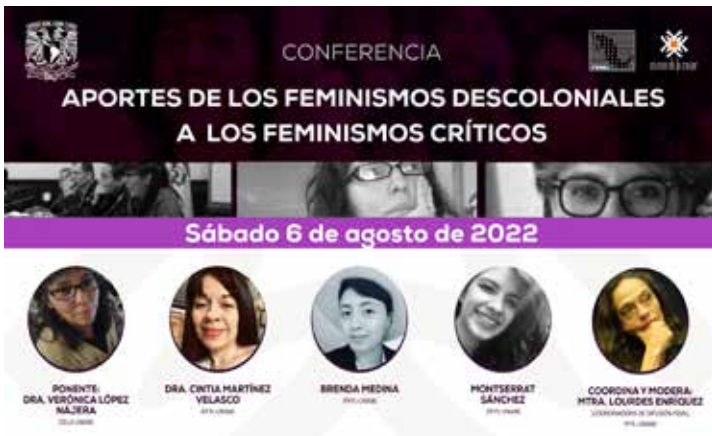 CONFERENCIA
APORTES DE LOS FEMINISMOS DESCOLONIALES
A LOS FEMINISMOS CRÍTICOS
Sábado 6 de agosto de 2022
PONENTE:
DRA. VERÓNICA LÓPEZ
NÁJERA
DRA. CINTIA MARTÍNEZ
VELASCO
BRENDA MEDINA
MONTSERRAT
SÁNCHEZ
COORDINA Y MODERA:
MTRA. LOURDES ENRÍQUEZ